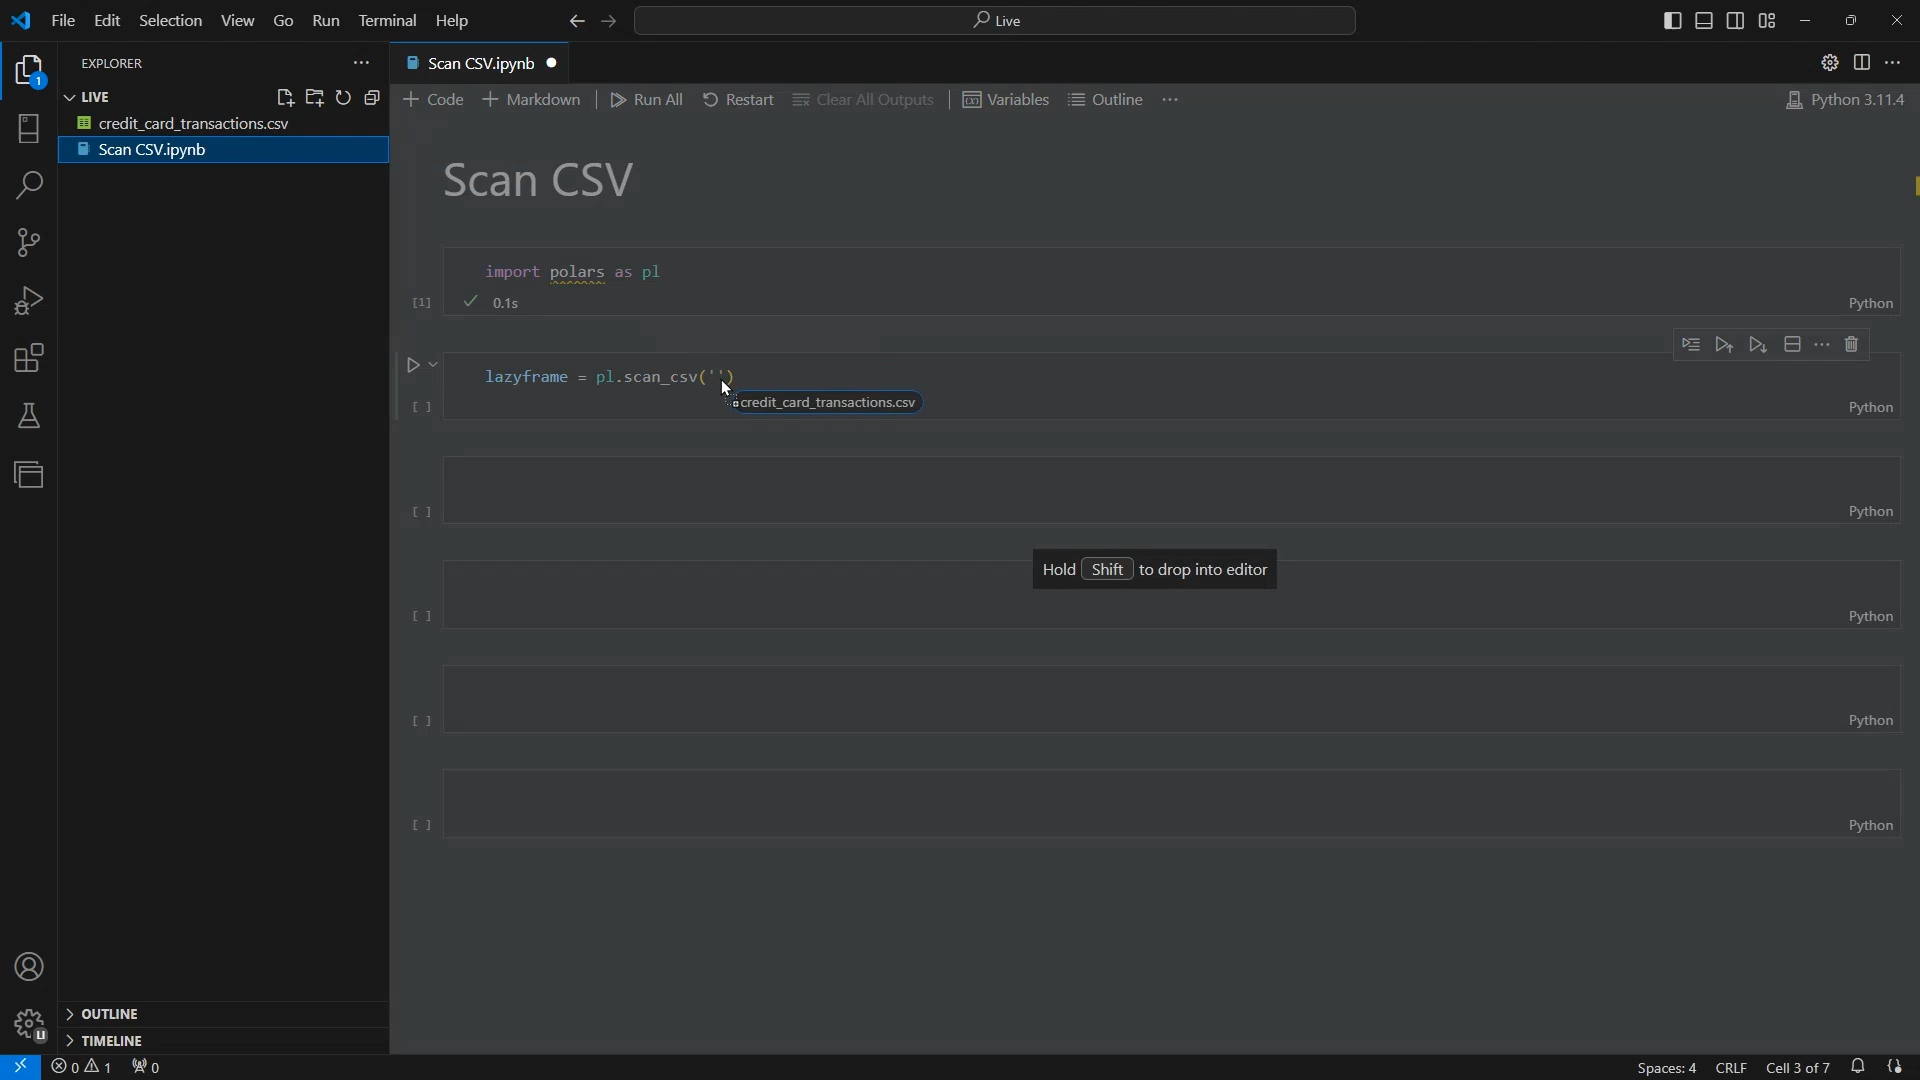 File Edit Selection View Go Run Terminal Help
Live
EXPLORER
1
LIVE
credit_card_transactions.csv
Scan CSV.ipynb
Scan CSV.ipynb
Code Markdown Run All Restart Clear All Outputs Variables Outline
Python 3.11.4
Scan CSV
import polars as pl
[1] 0.1s
Python
lazyframe = pl.scan_csv('')
credit_card_transactions.csv
[ ]
Python
[ ]
Python
Hold Shift to drop into editor
[ ]
Python
[ ]
Python
[ ]
Python
OUTLINE
TIMELINE
0 1 0
Spaces: 4 CRLF Cell 3 of 7